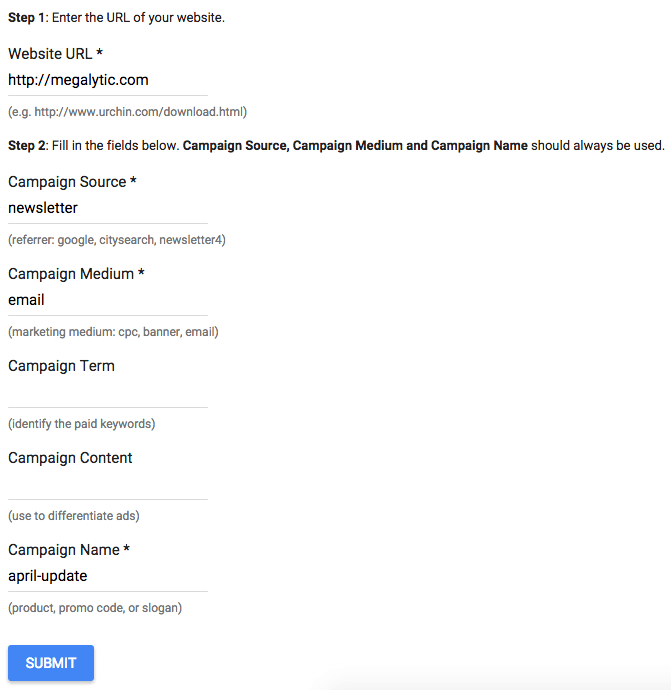 Step 1: Enter the URL of your website.
Website URL *
http://megalytic.com
(e.g. http://www.urchin.com/download.html)
Step 2: Fill in the fields below. Campaign Source, Campaign Medium and Campaign Name should always be used.
Campaign Source *
newsletter
(referrer: google, citysearch, newsletter4)
Campaign Medium *
email
(marketing medium: cpc, banner, email)
Campaign Term
(identify the paid keywords)
Campaign Content
(use to differentiate ads)
Campaign Name *
april-update
(product, promo code, or slogan)
SUBMIT